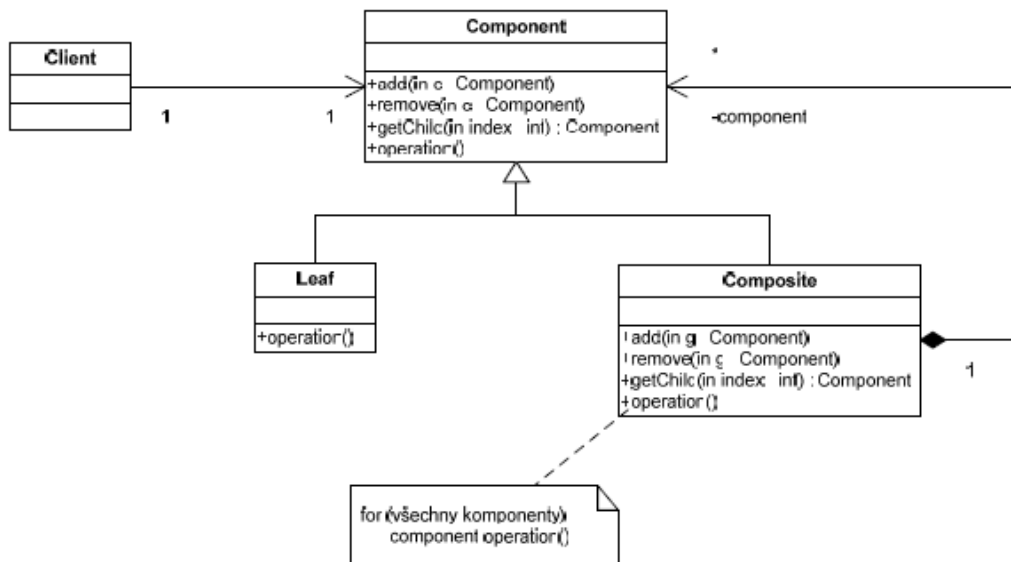 Client
1
1
Component
+add(in c Component)
+remove(in c Component)
+getChild(in index int) : Component
+operation()
*
-component
Leaf
+operation()
Composite
+add(in g Component)
+remove(in g Component)
+getChild(in index int) : Component
+operation()
1
for (všechny komponenty)
component operation()